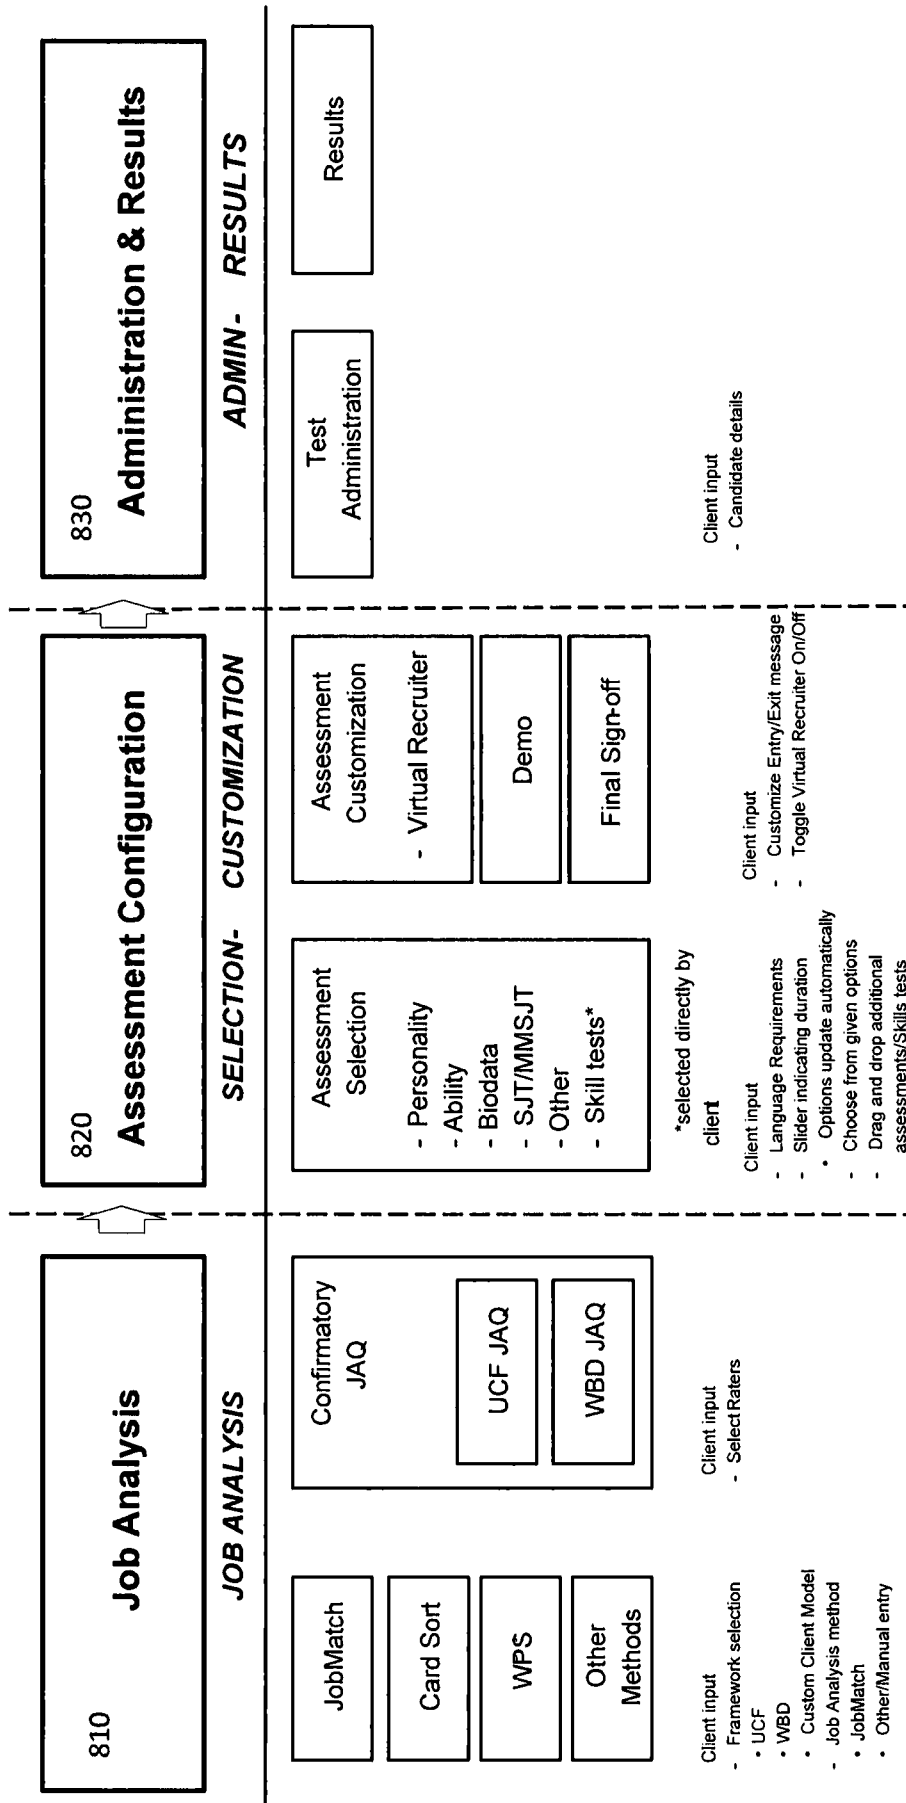 810
Job Analysis
820
Assessment Configuration
830
Administration & Results
JOB ANALYSIS
SELECTION-
CUSTOMIZATION
ADMIN-
RESULTS
JobMatch
Card Sort
WPS
Other
Methods
Confirmatory
JAQ
UCF JAQ
WBD JAQ
Assessment
Selection
- Personality
- Ability
- Biodata
- SJT/MMSJT
- Other
- Skill tests*
*selected directly by
client
Assessment
Customization
- Virtual Recruiter
Demo
Final Sign-off
Test
Administration
Results
Client input
- Framework selection
• UCF
• WBD
• Custom Client Model
- Job Analysis method
• JobMatch
• Other/Manual entry
Client input
- Select Raters
Client input
- Language Requirements
- Slider indicating duration
• Options update automatically
- Choose from given options
- Drag and drop additional
assessments/Skills tests
Client input
- Customize Entry/Exit message
- Toggle Virtual Recruiter On/Off
Client input
- Candidate details